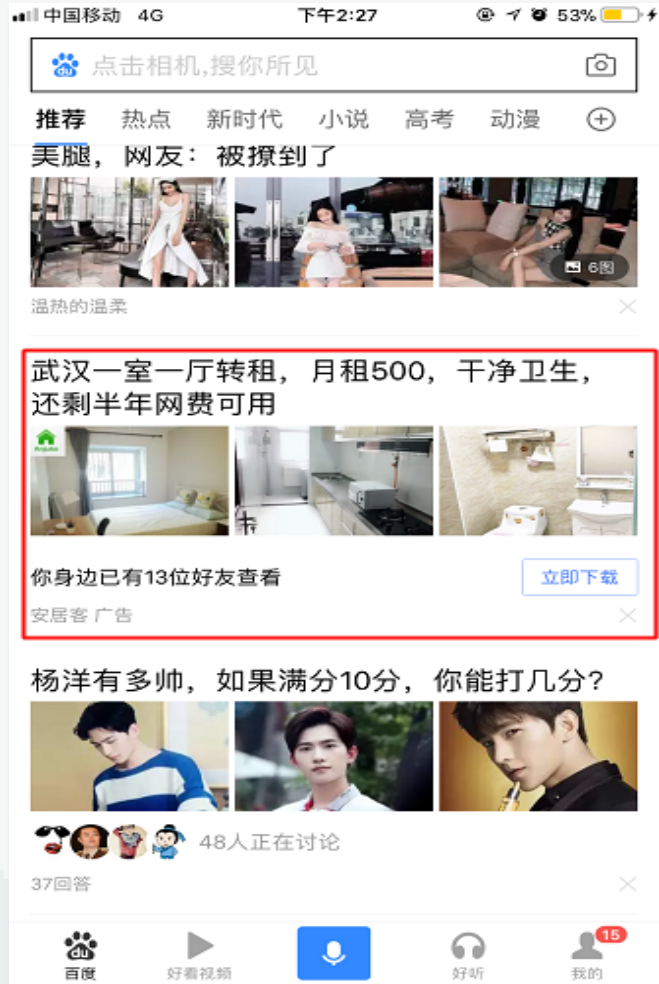 中国移动 4G 下午2:27 53%
du 点击相机,搜你所见
推荐 热点 新时代 小说 高考 动漫
美腿，网友：被撩到了
6图
温热的温柔
武汉一室一厅转租，月租500，干净卫生，
还剩半年网费可用
Anjuke
你身边已有13位好友查看 立即下载
安居客 广告
杨洋有多帅，如果满分10分，你能打几分?
48人正在讨论
37回答
15
du
百度 好看视频 好听 我的